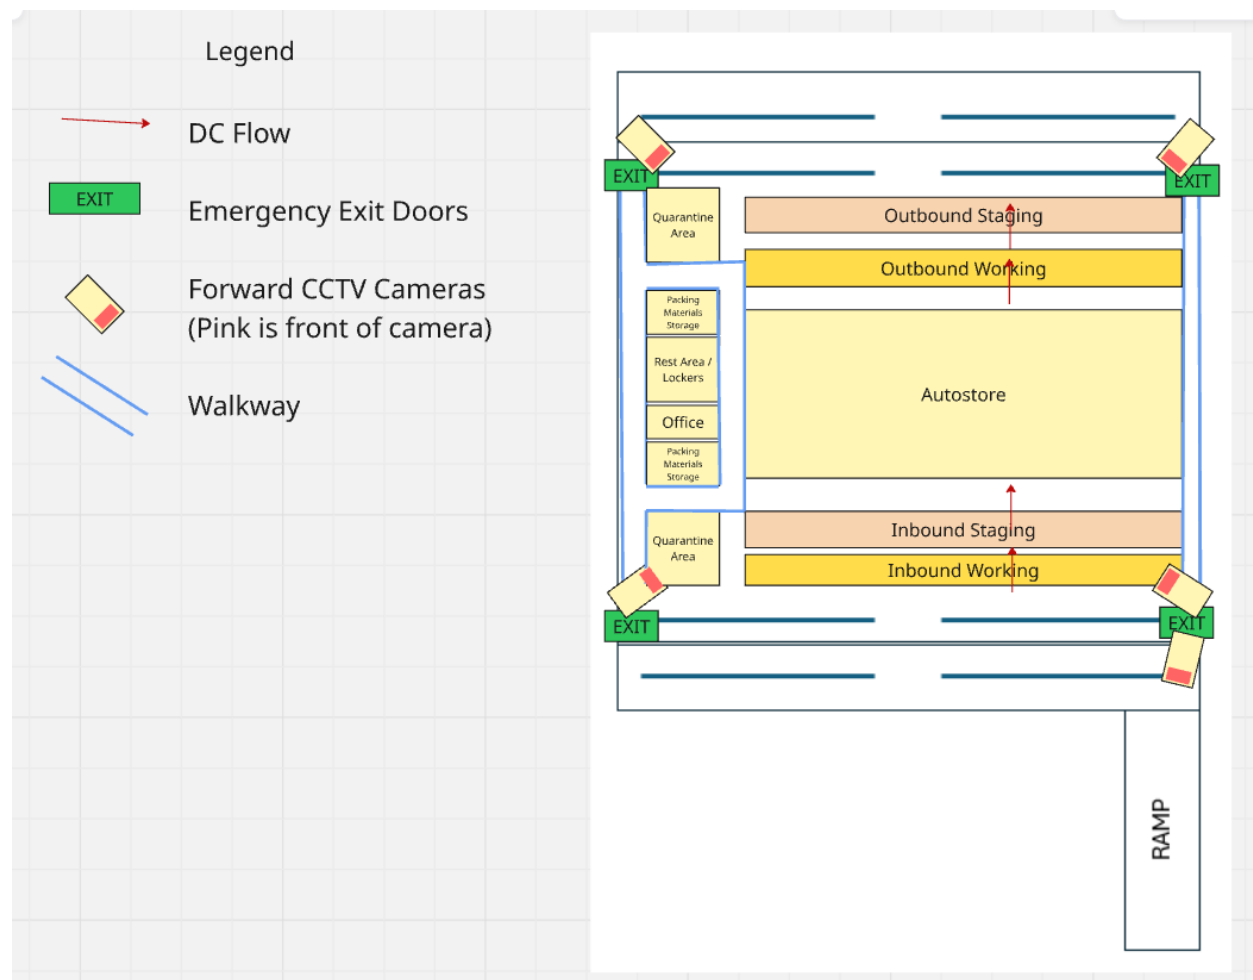 Legend
DC Flow
EXIT
Emergency Exit Doors
Forward CCTV Cameras
(Pink is front of camera)
Walkway
EXIT
EXIT
Quarantine
Area
Outbound Staging
Outbound Working
Packing
Materials
Storage
Rest Area /
Lockers
Office
Packing
Materials
Storage
Autostore
Quarantine
Area
Inbound Staging
Inbound Working
EXIT
EXIT
RAMP